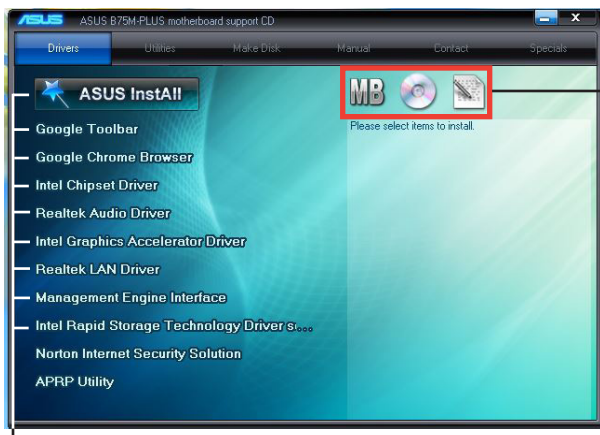 ASUS ASUS B75M-PLUS motherboard support CD
Drivers Utilities Make Disk Manual Contact Specials
ASUS InstAll
MB
Please select items to install.
Google Toolbar
Google Chrome Browser
Intel Chipset Driver
Realtek Audio Driver
Intel Graphics Accelerator Driver
Realtek LAN Driver
Management Engine Interface
Intel Rapid Storage Technology Driver s...
Norton Internet Security Solution
APRP Utility